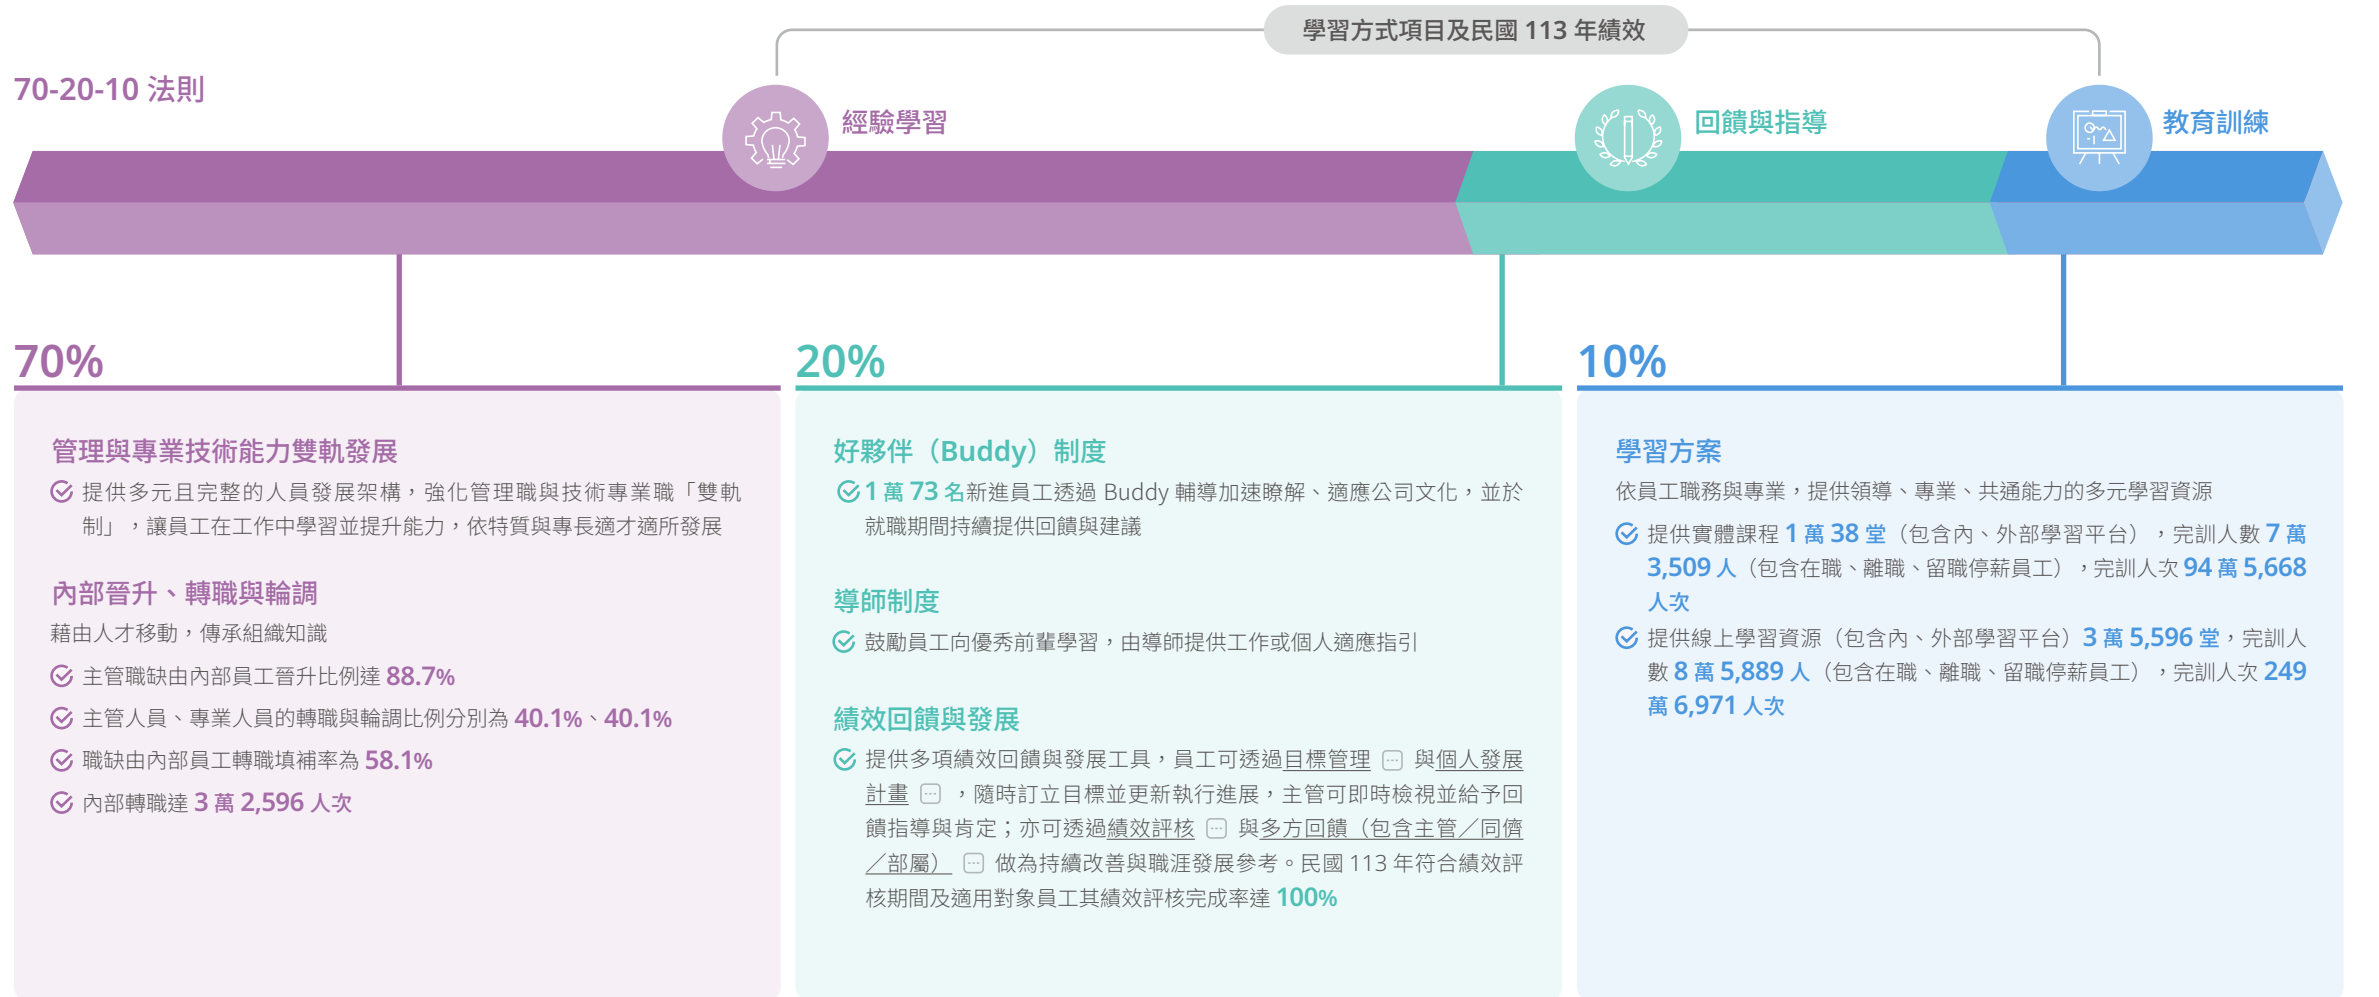 學習方式項目及民國 113 年績效
70-20-10 法則
經驗學習
回饋與指導
教育訓練
70%
管理與專業技術能力雙軌發展
提供多元且完整的人員發展架構，強化管理職與技術專業職「雙軌
制」，讓員工在工作中學習並提升能力，依特質與專長適才適所發展
內部晉升、轉職與輪調
藉由人才移動，傳承組織知識
主管職缺由內部員工晉升比例達 88.7%
主管人員、專業人員的轉職與輪調比例分別為 40.1%、40.1%
職缺由內部員工轉職填補率為 58.1%
內部轉職達 3 萬 2,596 人次
20%
好夥伴（Buddy）制度
1 萬 73 名新進員工透過 Buddy 輔導加速瞭解、適應公司文化，並於
就職期間持續提供回饋與建議
導師制度
鼓勵員工向優秀前輩學習，由導師提供工作或個人適應指引
績效回饋與發展
提供多項績效回饋與發展工具，員工可透過目標管理 與個人發展
計畫 ，隨時訂立目標並更新執行進展，主管可即時檢視並給予回
饋指導與肯定；亦可透過績效評核 與多方回饋（包含主管／同儕
／部屬） 做為持續改善與職涯發展參考。民國 113 年符合績效評
核期間及適用對象員工其績效評核完成率達 100%
10%
學習方案
依員工職務與專業，提供領導、專業、共通能力的多元學習資源
提供實體課程 1 萬 38 堂（包含內、外部學習平台），完訓人數 7 萬
3,509 人（包含在職、離職、留職停薪員工），完訓人次 94 萬 5,668
人次
提供線上學習資源（包含內、外部學習平台）3 萬 5,596 堂，完訓人
數 8 萬 5,889 人（包含在職、離職、留職停薪員工），完訓人次 249
萬 6,971 人次